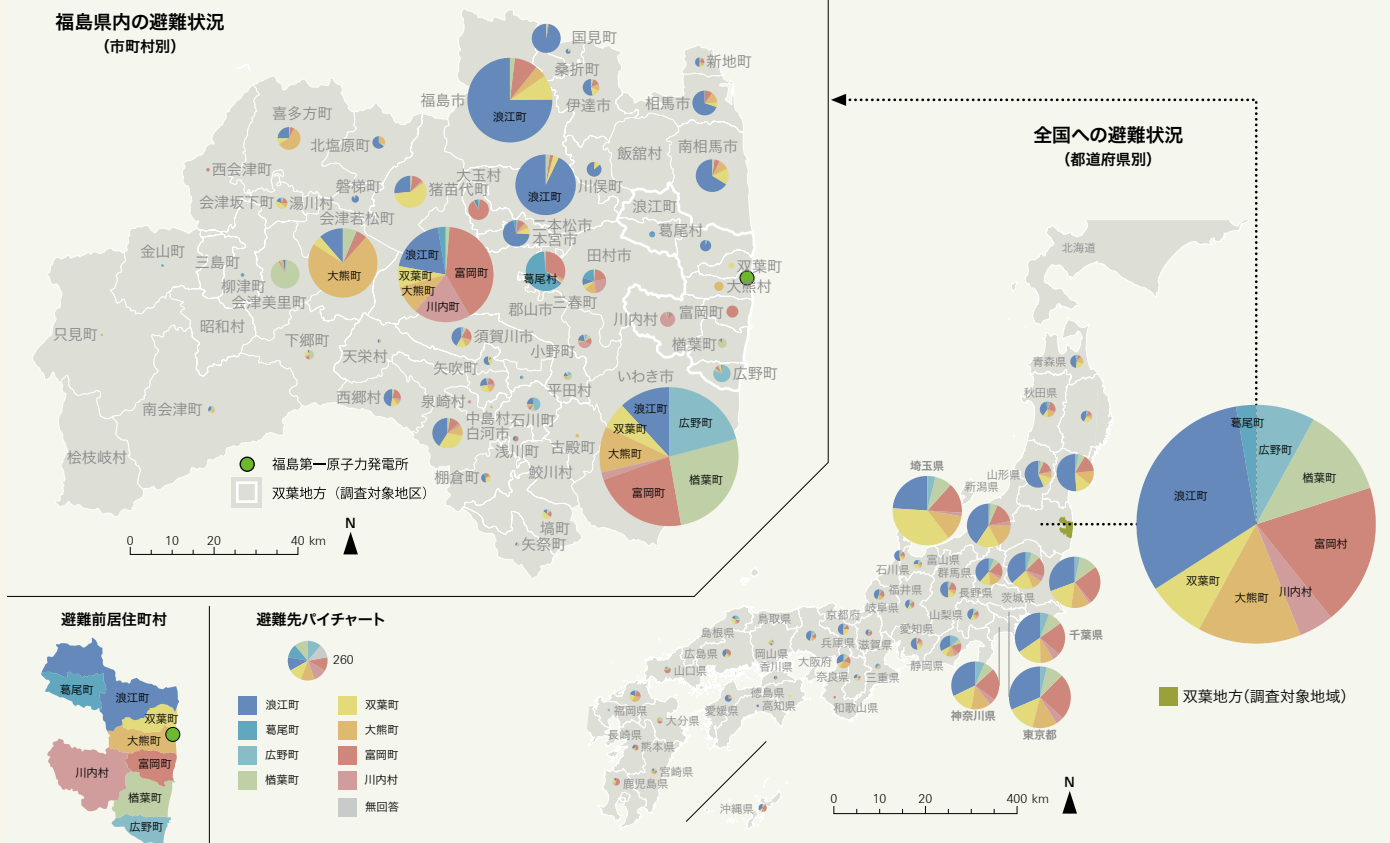 福島県内の避難状況
（市町村別）
国見町
新地町
桑折町
福島市
伊達市
相馬市
浪江町
喜多方町
北塩原町
飯舘村
南相馬市
西会津町
大玉村
磐梯町
猪苗代町
川俣町
浪江町
会津坂下町
湯川村
浪江町
会津若松町
二本松市
葛尾村
本宮市
金山町
三島町
浪江町
田村市
双葉町
柳津町
大熊町
双葉町
富岡町
葛尾村
大熊町
会津美里町
大熊町
川内町
郡山市
三春町
川内村
富岡町
昭和村
只見町
下郷町
天栄村
須賀川市
小野町
楢葉町
矢吹町
いわき市
広野町
西郷村
泉崎村
平田村
浪江町
南会津町
中島村
石川町
双葉町
広野町
白河市
浅川町
古殿町
大熊町
桧枝岐村
棚倉町
鮫川村
富岡町
楢葉町
塙町
矢祭町
福島第一原子力発電所
双葉地方（調査対象地区）
0 10 20 40 km
N
全国への避難状況
（都道府県別）
北海道
青森県
秋田県
埼玉県
山形県
新潟県
葛尾町
広野町
楢葉町
浪江町
富岡村
双葉町
大熊町
川内村
石川県
富山県
群馬県
福井県
長野県
茨城県
岐阜県
山梨県
鳥取県
京都府
島根県
愛知県
千葉県
兵庫県
滋賀県
広島県
岡山県
大阪府
静岡県
山口県
香川県
奈良県
三重県
徳島県
福岡県
愛媛県
高知県
和歌山県
神奈川県
大分県
東京都
長崎県
熊本県
宮崎県
鹿児島県
沖縄県
双葉地方（調査対象地域）
0 10 20 400 km
N
避難前居住町村
葛尾町
浪江町
双葉町
大熊町
富岡町
川内村
楢葉町
広野町
避難先パイチャート
260
浪江町
双葉町
葛尾町
大熊町
広野町
富岡町
楢葉町
川内村
無回答